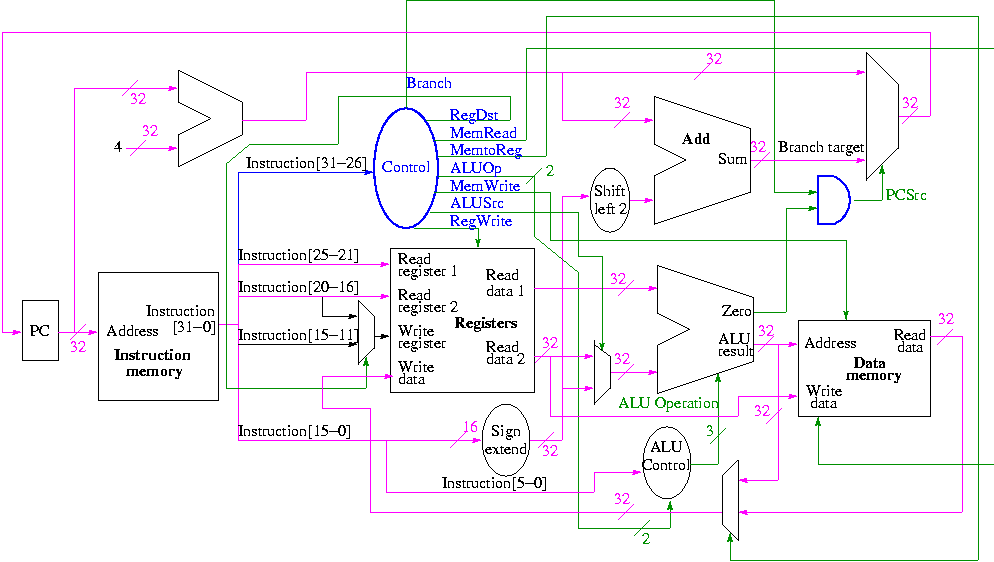 Branch
32
32
32
32
RegDst
4
32
MemRead
Add
32
MemtoReg
Sum
Branch target
Instruction[31–26]
Control
ALUOp
2
MemWrite
Shift
left 2
PCSrc
ALUSrc
RegWrite
Instruction[25–21]
Read
register 1
Read
data 1
32
Instruction[20–16]
Read
register 2
Instruction
[31–0]
PC
32
Address
Instruction
memory
Instruction[15–11]
Write
register
Registers
Read
data 2
32
32
Write
data
Zero
ALU
result
32
Address
Read
data
32
Data
memory
Write
data
ALU Operation
32
Instruction[15–0]
16
Sign
extend
32
ALU
Control
3
Instruction[5–0]
32
2